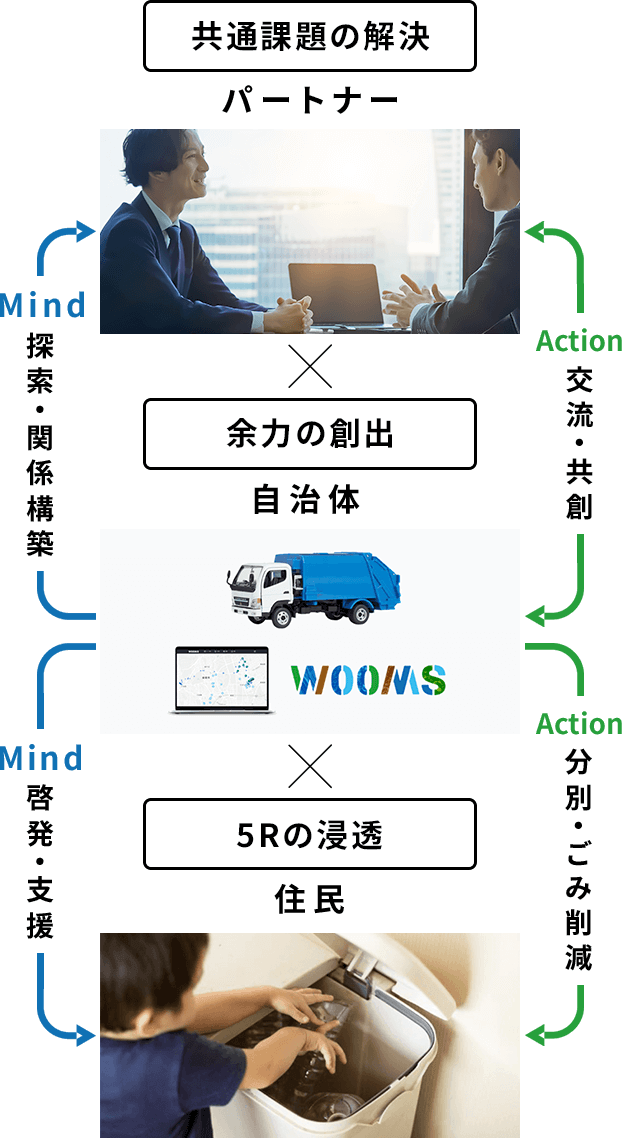 共通課題の解決
パートナー
Mind
探索・関係構築
Action
交流・共創
余力の創出
自治体
WOOMS
Mind
啓発・支援
Action
分別・ごみ削減
5Rの浸透
住民